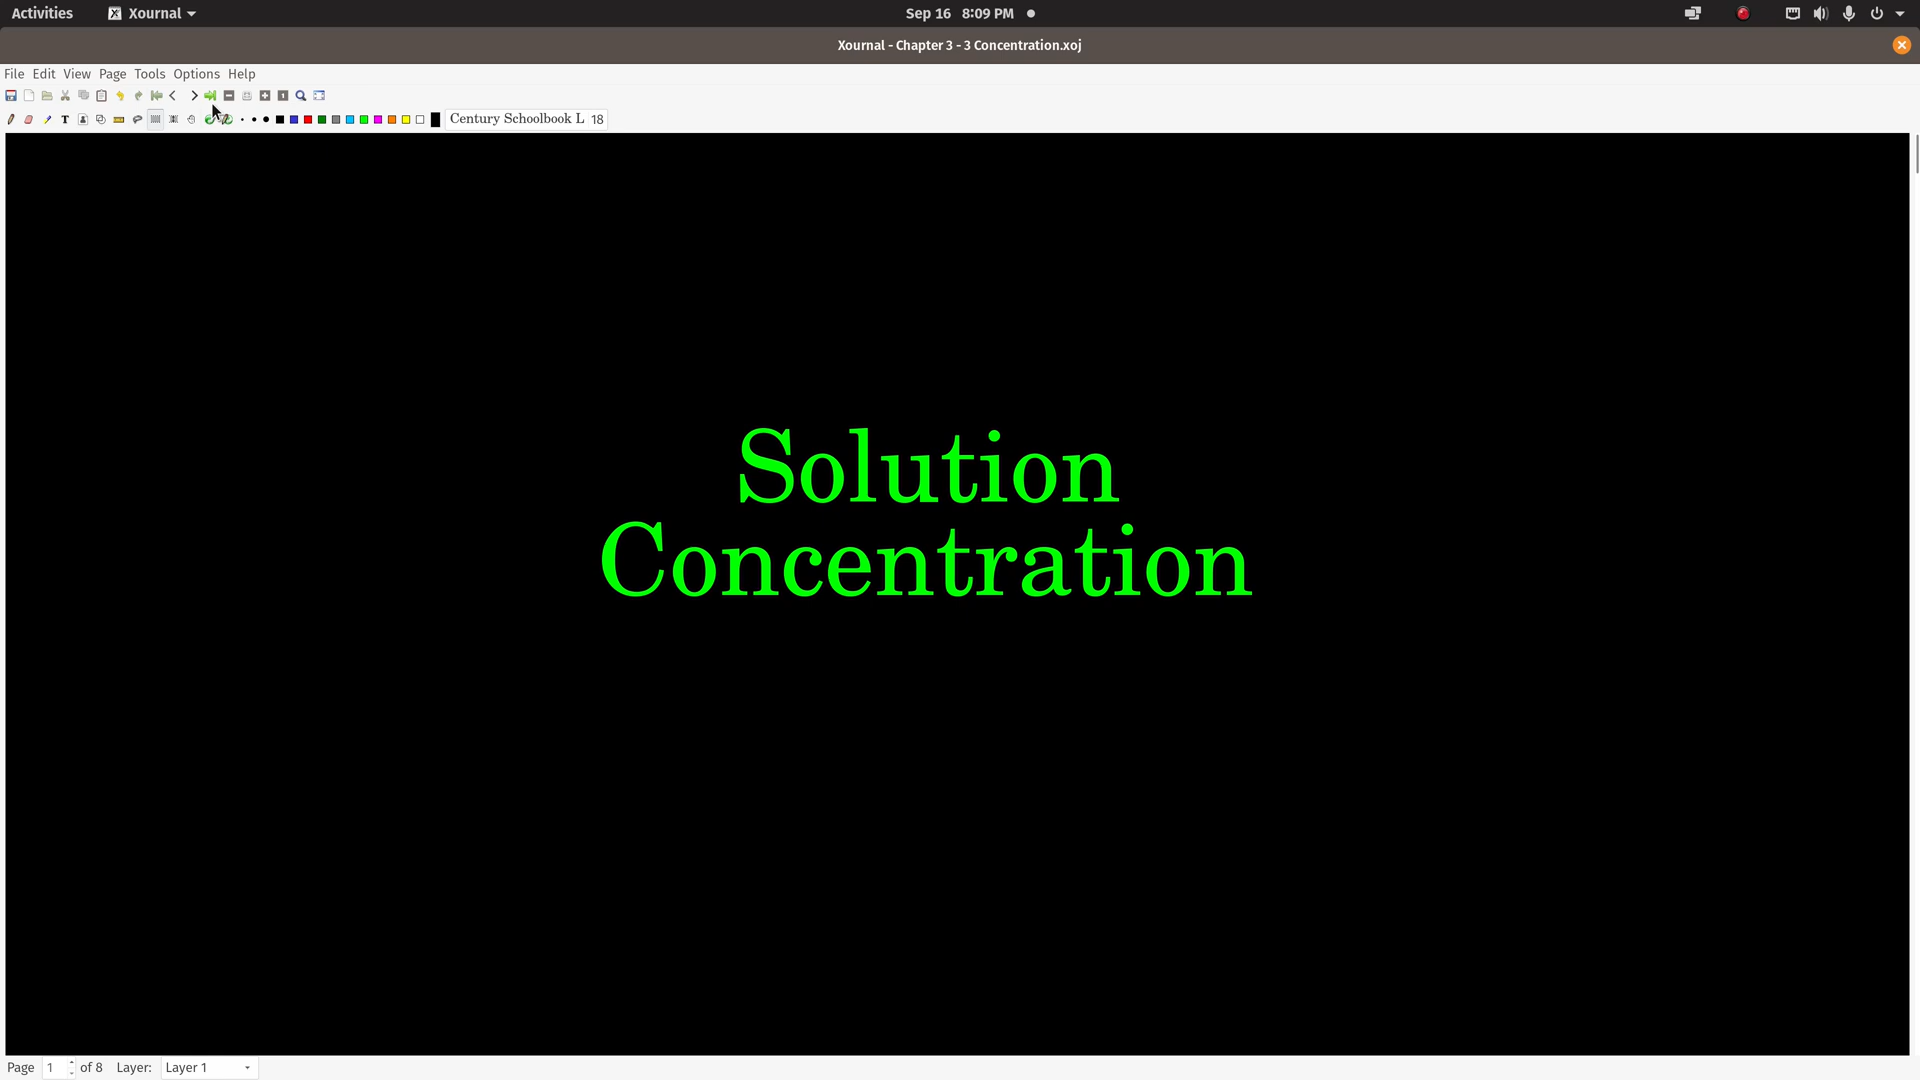 Activities Xournal Sep 16 8:09 PM
Xournal - Chapter 3 - 3 Concentration.xoj
File Edit View Page Tools Options Help
T Century Schoolbook L 18
Solution
Concentration
Page 1 of 8 Layer: Layer 1